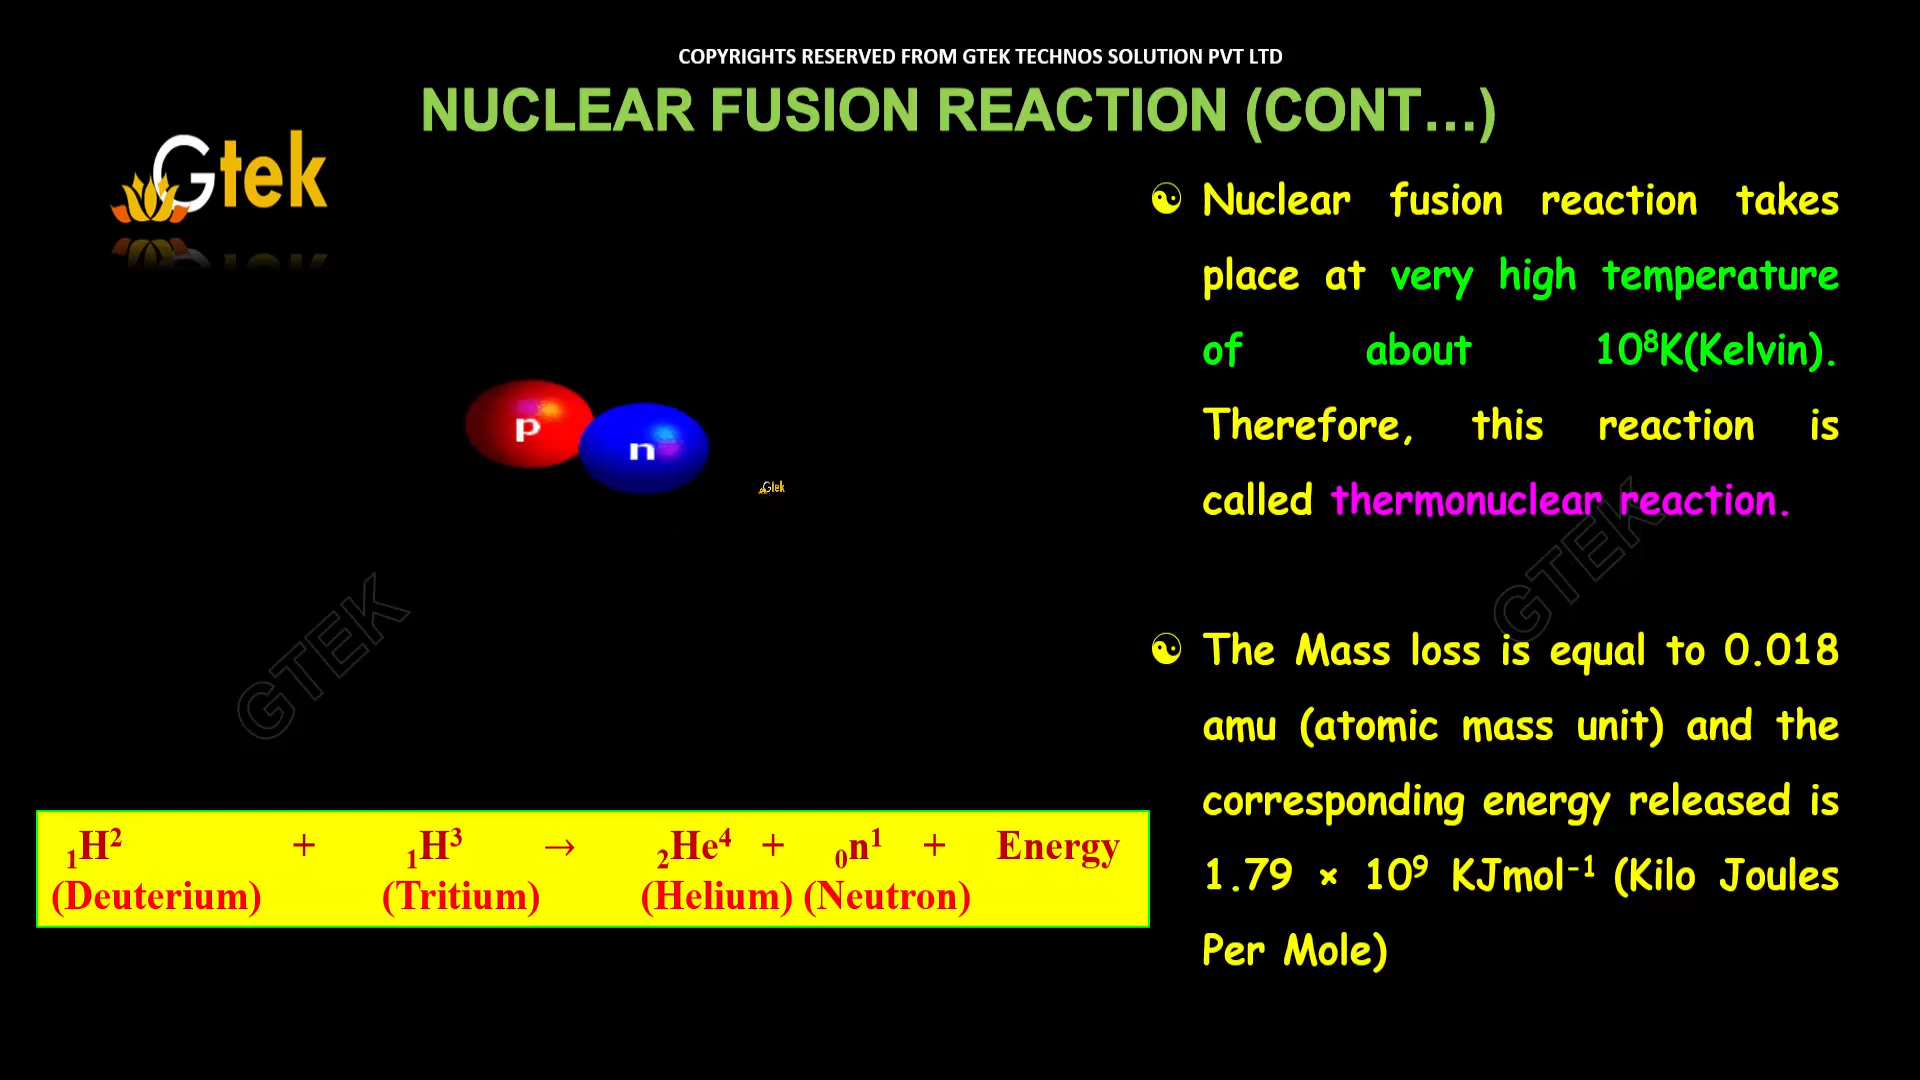 COPYRIGHTS RESERVED FROM GTEK TECHNOS SOLUTION PVT LTD
NUCLEAR FUSION REACTION (CONT...)
Gtek
Nuclear fusion reaction takes
place at very high temperature
of about 10⁸K(Kelvin).
Therefore, this reaction is
called thermonuclear reaction.
p
n
Gtek
GTEK
GTEK
The Mass loss is equal to 0.018
amu (atomic mass unit) and the
corresponding energy released is
1.79 × 10⁹ KJmol⁻¹ (Kilo Joules
Per Mole)
₁H² + ₁H³ → ₂He⁴ + ₀n¹ + Energy
(Deuterium) (Tritium) (Helium) (Neutron)